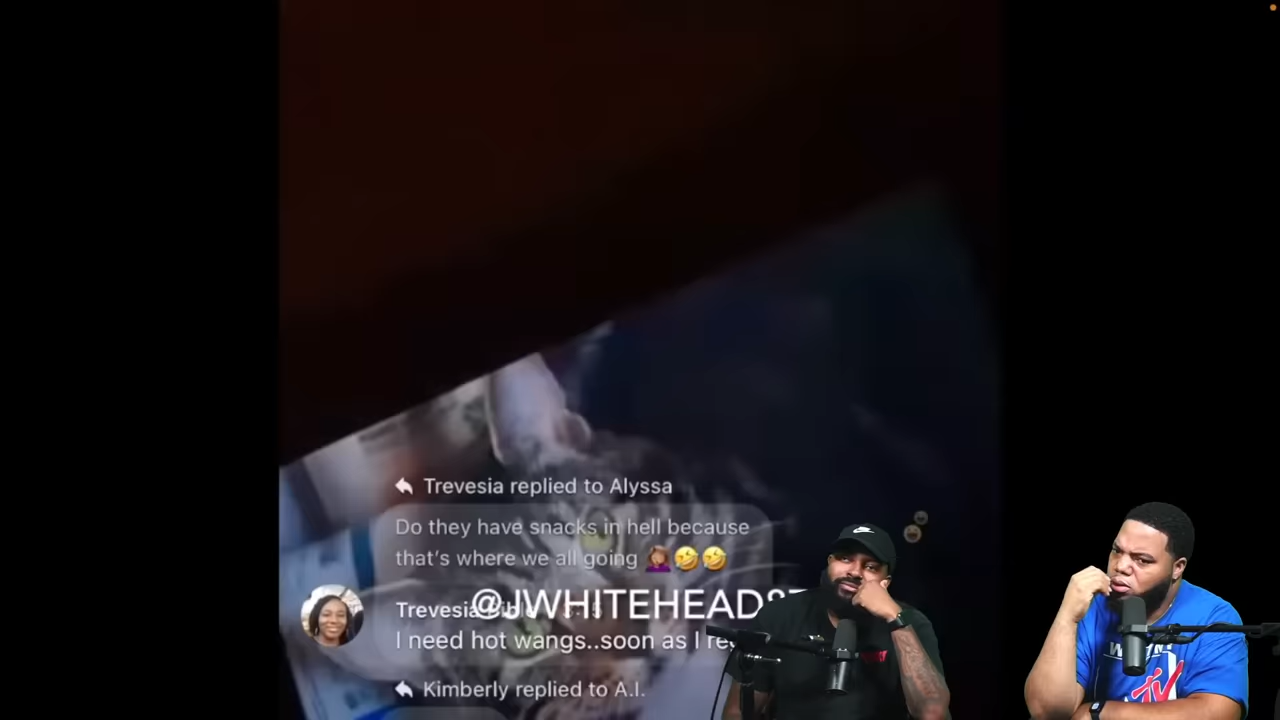 Trevesia replied to Alyssa
Do they have snacks in hell because
that's where we all going 🤦🏾‍♀️🤣🤣
Trevesia
@JWHITEHEAD
I need hot wangs..soon as I
Kimberly replied to A.I.